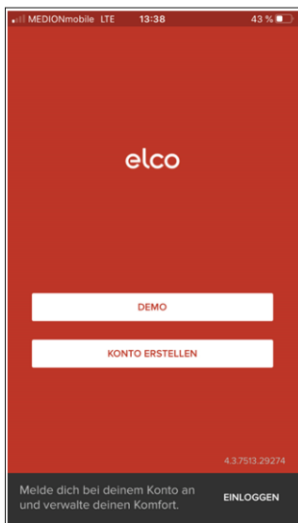 MEDIONmobile LTE 13:38 43 %
elco
DEMO
KONTO ERSTELLEN
4.3.7513.29274
Melde dich bei deinem Konto an
und verwalte deinen Komfort.
EINLOGGEN